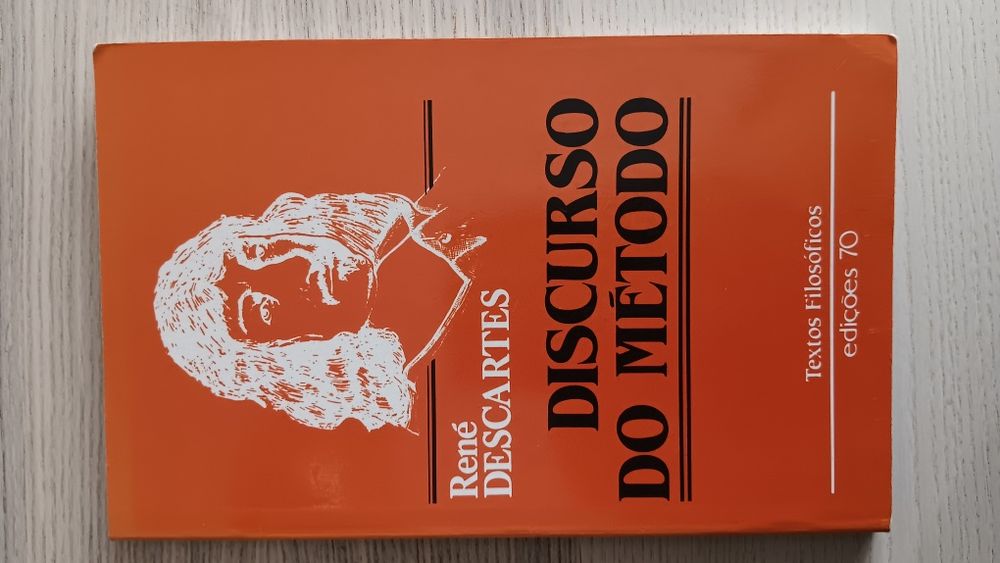 René
DESCARTES
DISCURSO
DO MÉTODO
Textos Filosóficos
edições 70